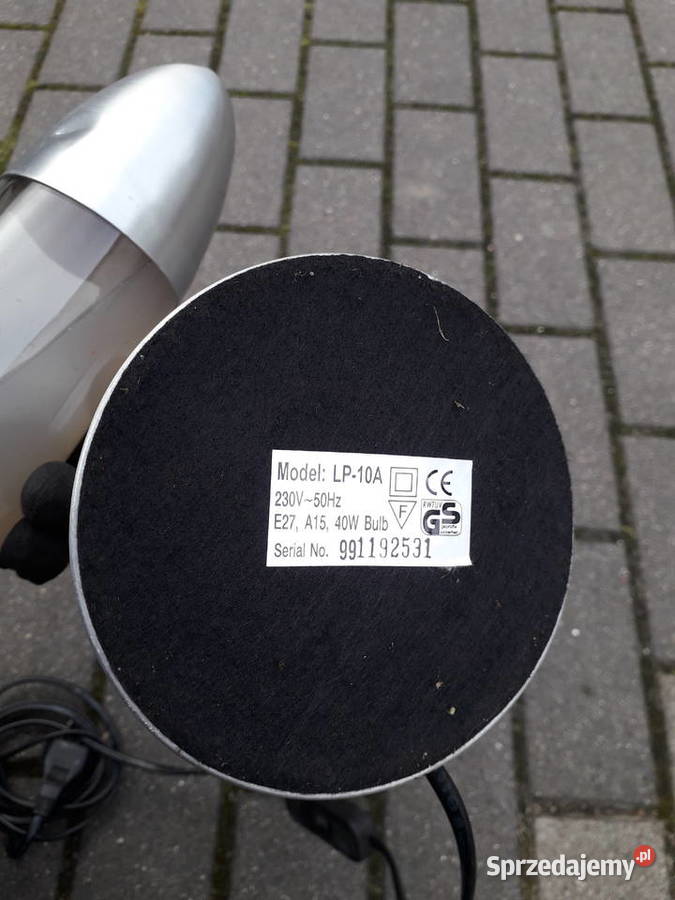 Model: LP-10A
CE
230V~50Hz
F
E27, A15, 40W Bulb
GS
Serial No. 991192531
Sprzedajemy.pl